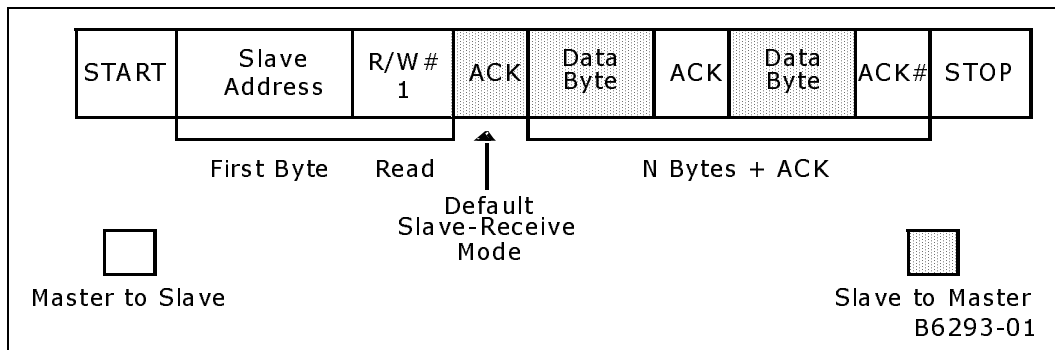 START
Slave
Address
R/W#
1
ACK
Data
Byte
ACK
Data
Byte
ACK#
STOP
First Byte
Read
N Bytes + ACK
Default
Slave-Receive
Mode
Master to Slave
Slave to Master
B6293-01